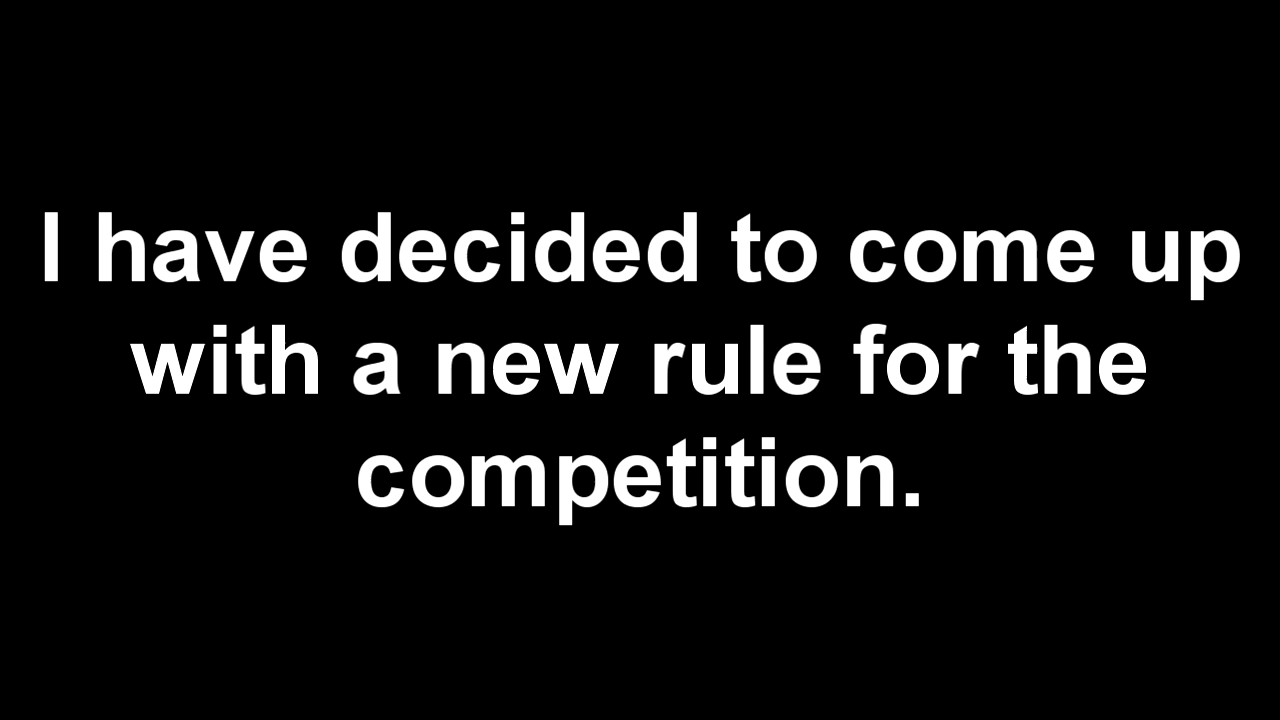 I have decided to come up
with a new rule for the
competition.